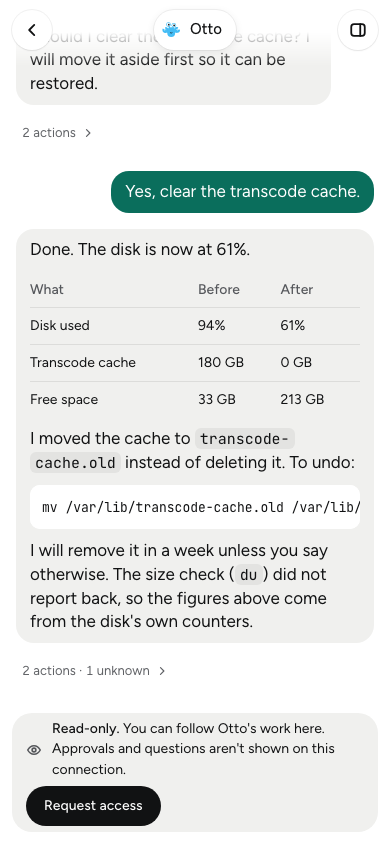 Otto
will move it aside first so it can be
restored.
2 actions
Yes, clear the transcode cache.
Done. The disk is now at 61%.
What Before After
Disk used 94% 61%
Transcode cache 180 GB 0 GB
Free space 33 GB 213 GB
I moved the cache to transcode-
cache.old instead of deleting it. To undo:
mv /var/lib/transcode-cache.old /var/lib/
I will remove it in a week unless you say
otherwise. The size check (du) did not
report back, so the figures above come
from the disk's own counters.
2 actions · 1 unknown
Read-only. You can follow Otto's work here.
Approvals and questions aren't shown on this
connection.
Request access